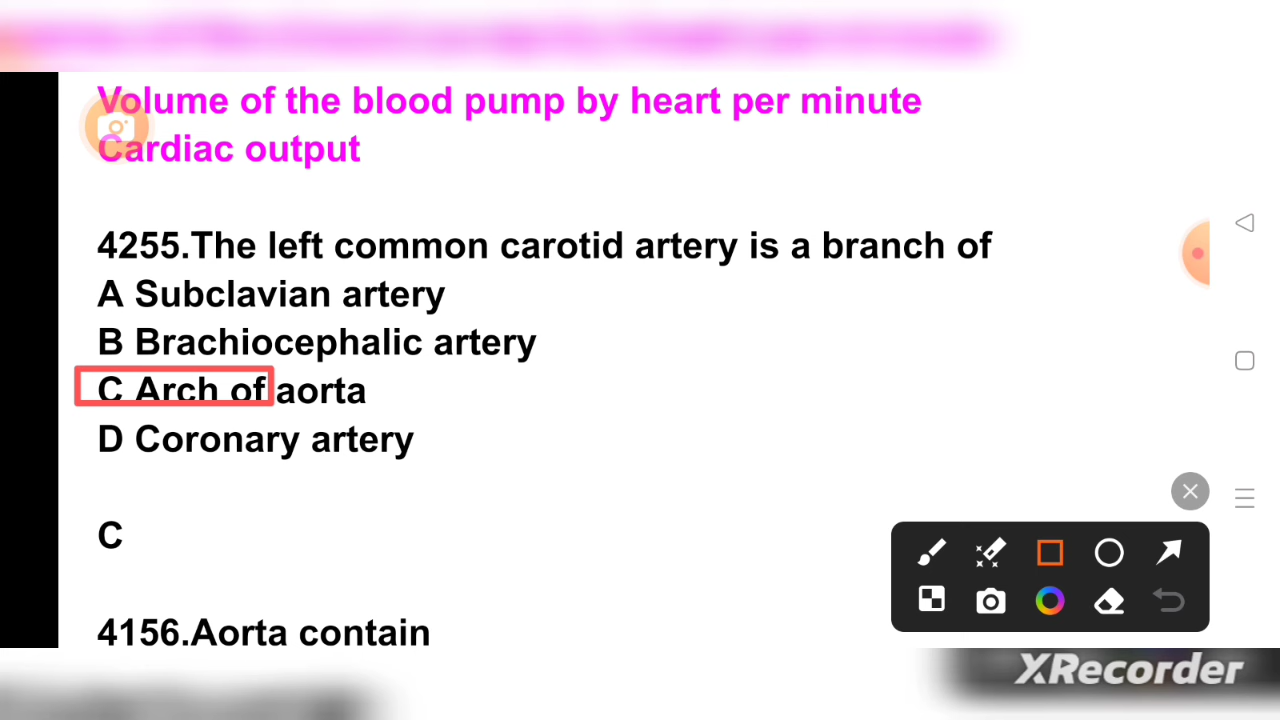 Volume of the blood pump by heart per minute
Cardiac output
4255.The left common carotid artery is a branch of
A Subclavian artery
B Brachiocephalic artery
C Arch of aorta
D Coronary artery
C
4156.Aorta contain
XRecorder